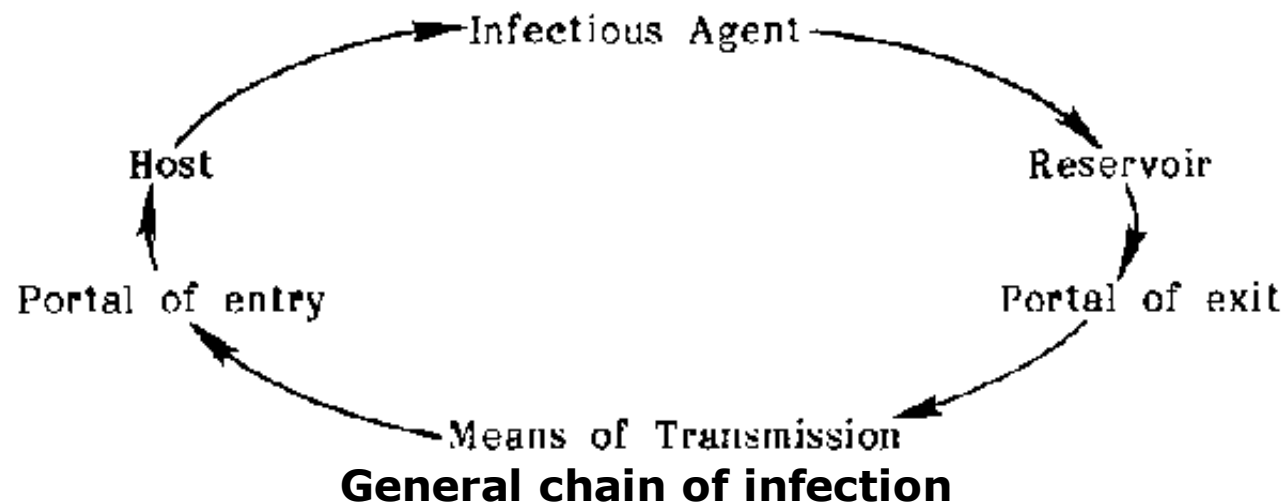 Infectious Agent
Host
Reservoir
Portal of entry
Portal of exit
Means of Transmission
General chain of infection